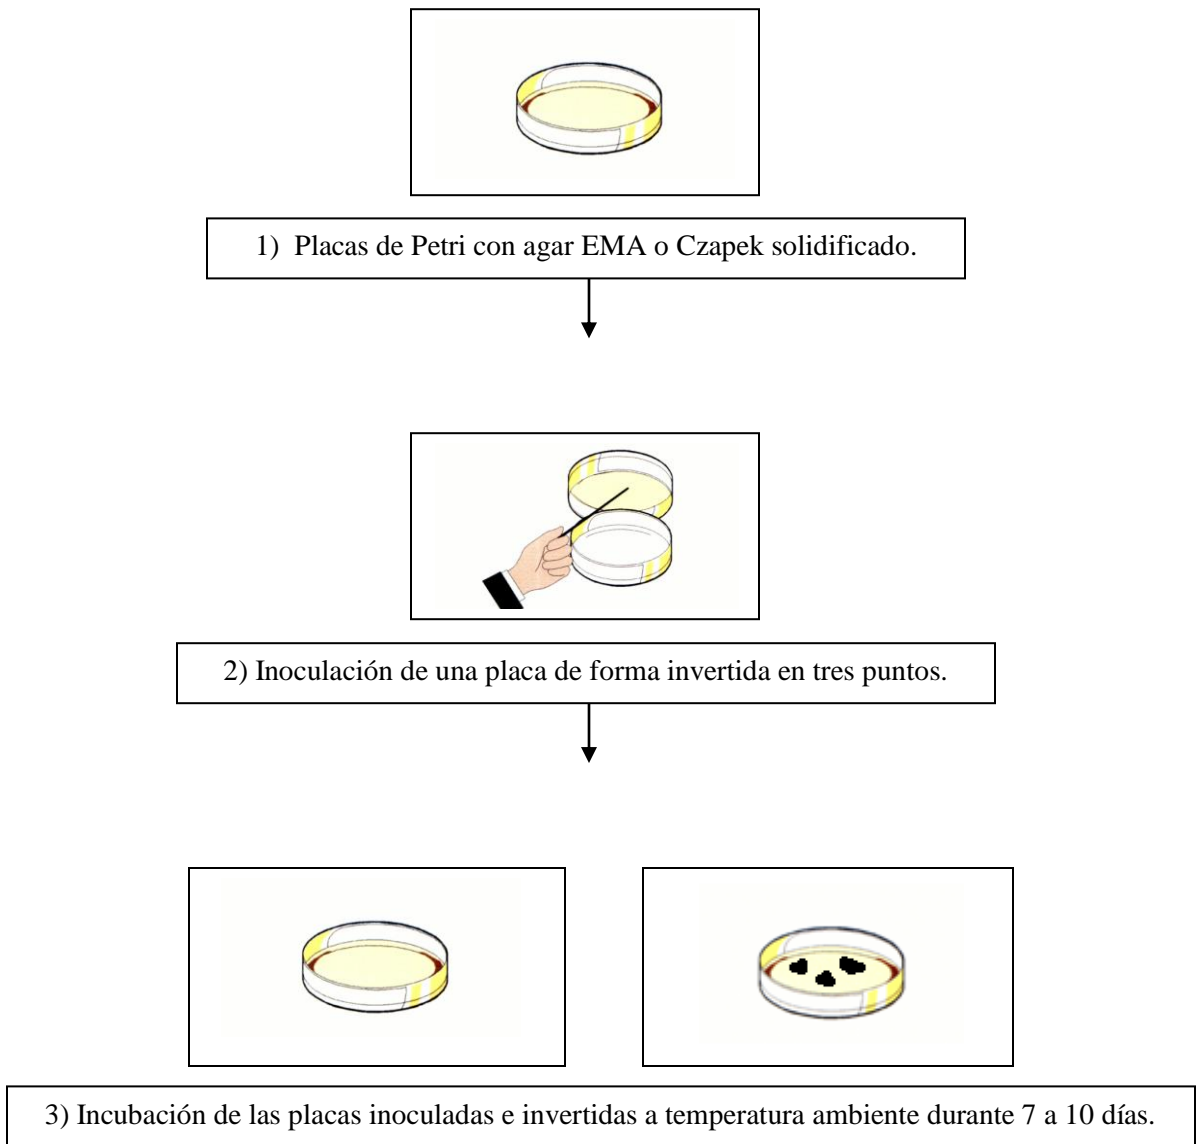 1) Placas de Petri con agar EMA o Czapek solidificado.
2) Inoculación de una placa de forma invertida en tres puntos.
3) Incubación de las placas inoculadas e invertidas a temperatura ambiente durante 7 a 10 días.